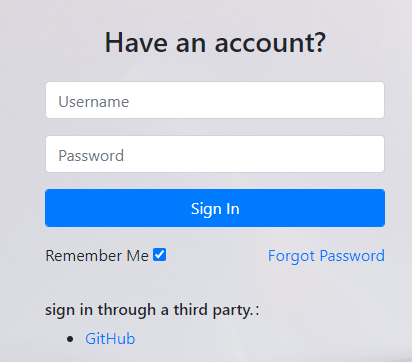 Have an account?
Username
Password
Sign In
Remember Me
Forgot Password
sign in through a third party.:
GitHub